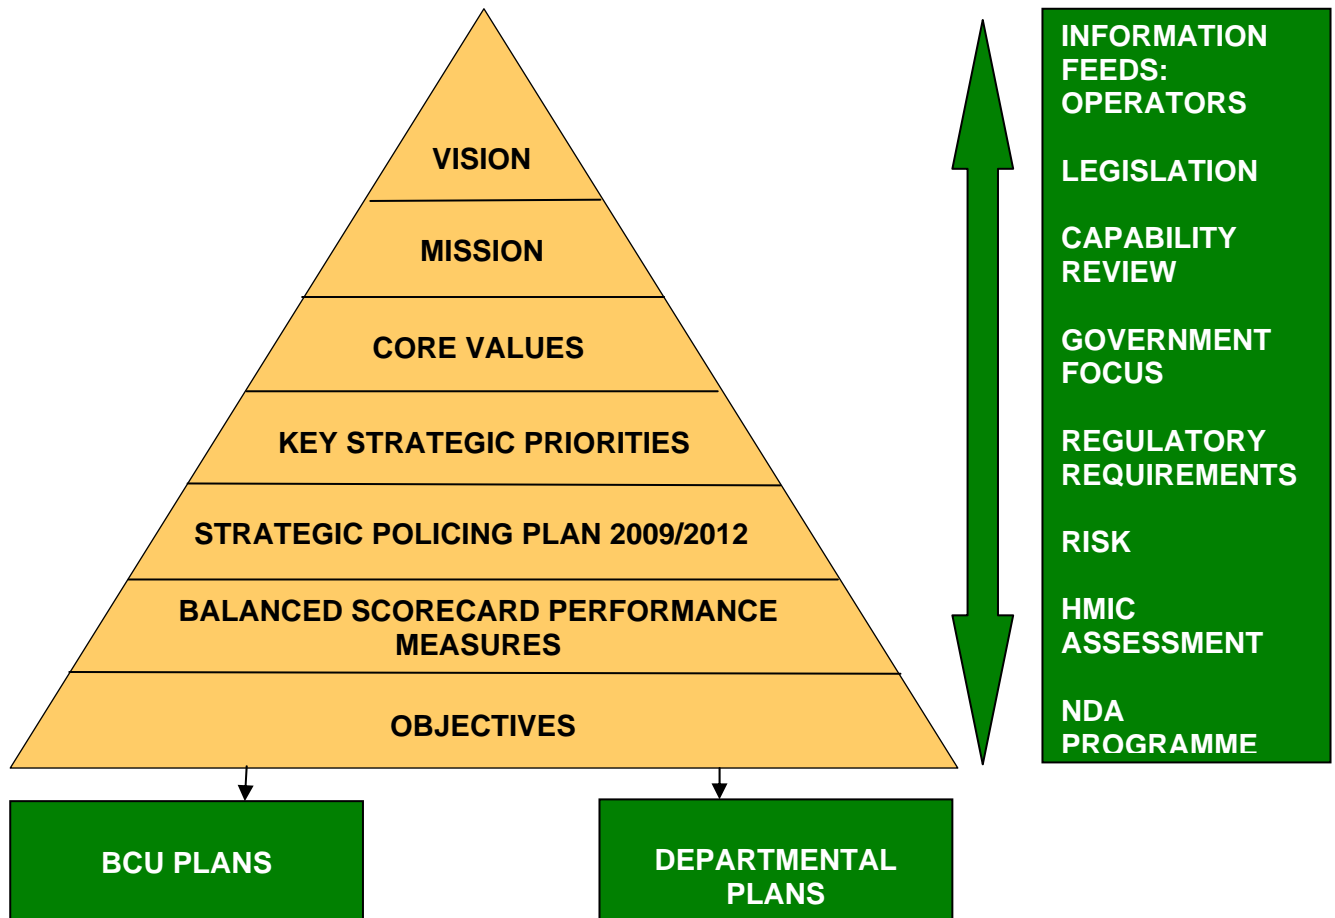 VISION
MISSION
CORE VALUES
KEY STRATEGIC PRIORITIES
STRATEGIC POLICING PLAN 2009/2012
BALANCED SCORECARD PERFORMANCE
MEASURES
OBJECTIVES
BCU PLANS
DEPARTMENTAL
PLANS
INFORMATION
FEEDS:
OPERATORS
LEGISLATION
CAPABILITY
REVIEW
GOVERNMENT
FOCUS
REGULATORY
REQUIREMENTS
RISK
HMIC
ASSESSMENT
NDA
PROGRAMME